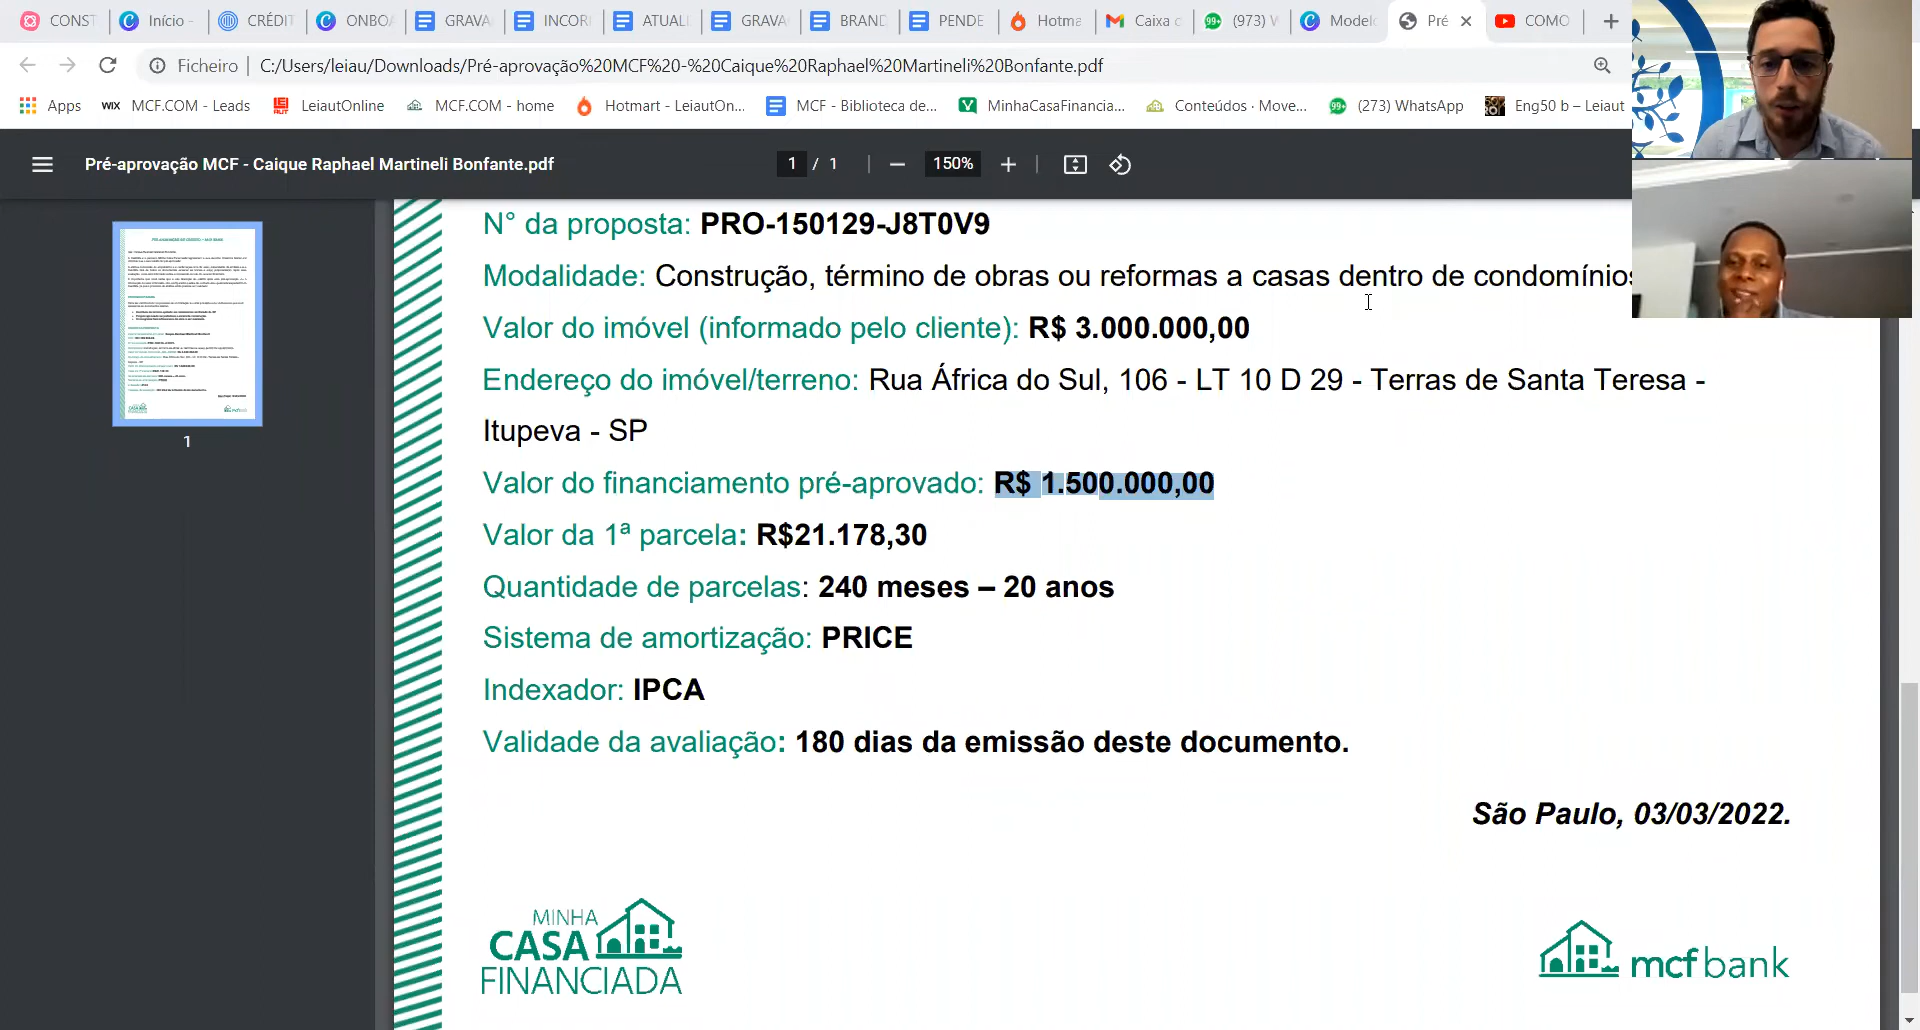 CONST
Início -
CRÉDIT
ONBOA
GRAVA
INCOR
ATUALI
GRAVA
BRAND
PENDE
Hotma
Caixa
(973) W
Model
Pré
COMO
Ficheiro
C:/Users/leiau/Downloads/Pré-aprovação%20MCF%20-%20Caique%20Raphael%20Martineli%20Bonfante.pdf
Apps
WIX MCF.COM - Leads
LEIAUT LeiautOnline
MCF.COM - home
Hotmart - LeiautOn...
MCF - Biblioteca de...
MinhaCasaFinancia...
Conteúdos · Move...
99+ (273) WhatsApp
Eng50 b – Leiaut
Pré-aprovação MCF - Caique Raphael Martineli Bonfante.pdf
1 / 1
150%
1
N° da proposta: PRO-150129-J8T0V9
Modalidade: Construção, término de obras ou reformas a casas dentro de condomínios
Valor do imóvel (informado pelo cliente): R$ 3.000.000,00
Endereço do imóvel/terreno: Rua África do Sul, 106 - LT 10 D 29 - Terras de Santa Teresa -
Itupeva - SP
Valor do financiamento pré-aprovado: R$ 1.500.000,00
Valor da 1ª parcela: R$21.178,30
Quantidade de parcelas: 240 meses – 20 anos
Sistema de amortização: PRICE
Indexador: IPCA
Validade da avaliação: 180 dias da emissão deste documento.
São Paulo, 03/03/2022.
MINHA
CASA
FINANCIADA
mcf bank